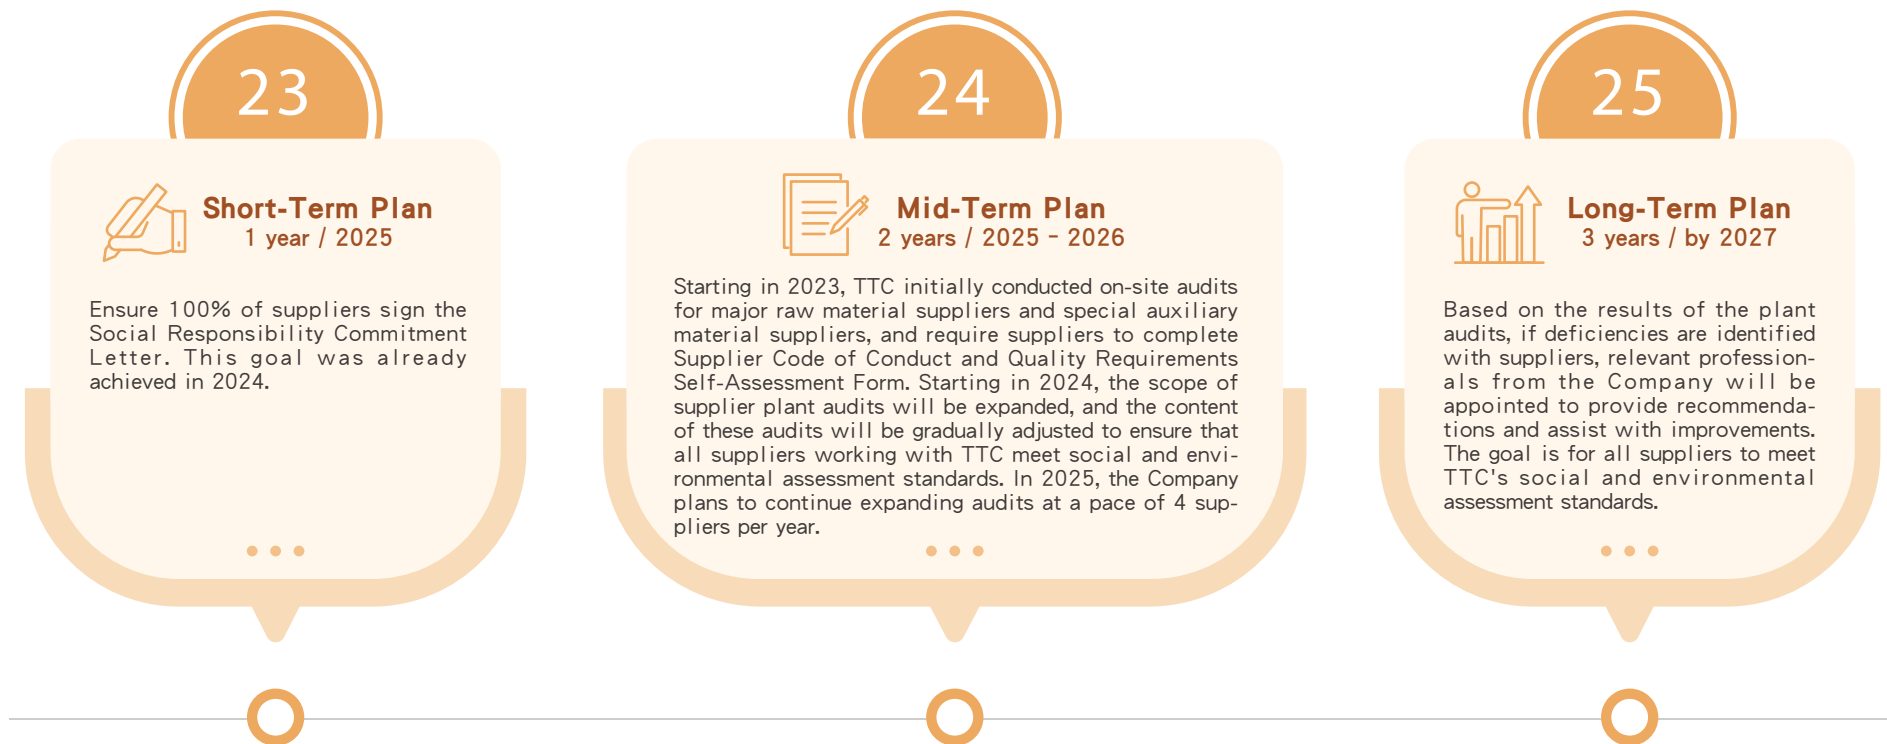 23
Short-Term Plan
1 year / 2025
Ensure 100% of suppliers sign the
Social Responsibility Commitment
Letter. This goal was already
achieved in 2024.
24
Mid-Term Plan
2 years / 2025 - 2026
Starting in 2023, TTC initially conducted on-site audits
for major raw material suppliers and special auxiliary
material suppliers, and require suppliers to complete
Supplier Code of Conduct and Quality Requirements
Self-Assessment Form. Starting in 2024, the scope of
supplier plant audits will be expanded, and the content
of these audits will be gradually adjusted to ensure that
all suppliers working with TTC meet social and envi-
ronmental assessment standards. In 2025, the Company
plans to continue expanding audits at a pace of 4 sup-
pliers per year.
25
Long-Term Plan
3 years / by 2027
Based on the results of the plant
audits, if deficiencies are identified
with suppliers, relevant profession-
als from the Company will be
appointed to provide recommenda-
tions and assist with improvements.
The goal is for all suppliers to meet
TTC's social and environmental
assessment standards.